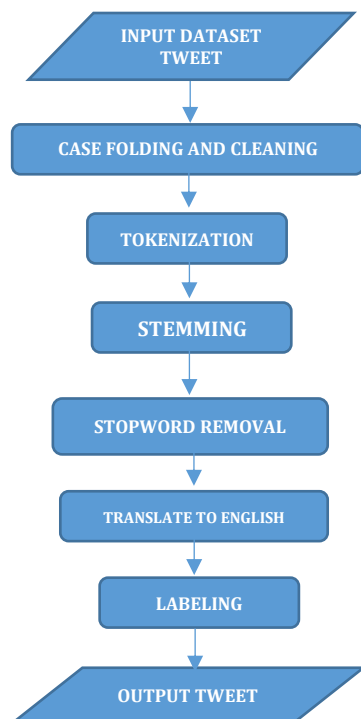 INPUT DATASET
TWEET
CASE FOLDING AND CLEANING
TOKENIZATION
STEMMING
STOPWORD REMOVAL
TRANSLATE TO ENGLISH
LABELING
OUTPUT TWEET